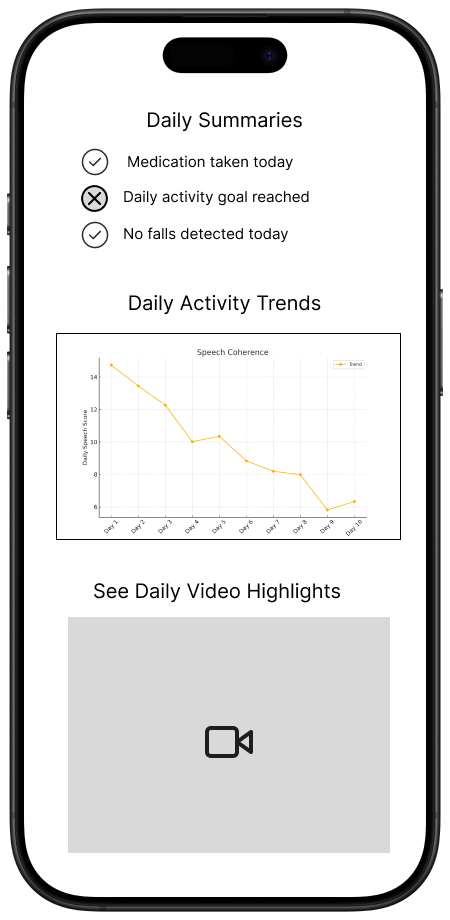 Daily Summaries
Medication taken today
Daily activity goal reached
No falls detected today
Daily Activity Trends
Speech Coherence
Trend
Daily Speech Score
14
12
10
8
6
Day 1
Day 2
Day 3
Day 4
Day 5
Day 6
Day 7
Day 8
Day 9
Day 10
See Daily Video Highlights